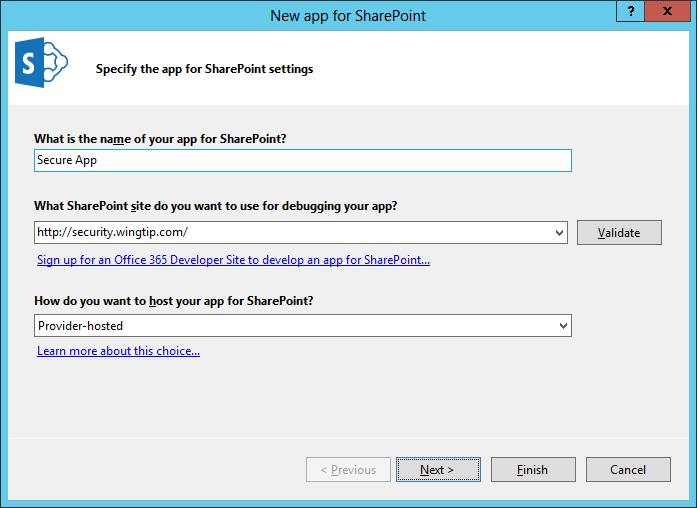 New app for SharePoint
?
x
S
Specify the app for SharePoint settings
What is the name of your app for SharePoint?
Secure App
What SharePoint site do you want to use for debugging your app?
http://security.wingtip.com/
Validate
Sign up for an Office 365 Developer Site to develop an app for SharePoint...
How do you want to host your app for SharePoint?
Provider-hosted
Learn more about this choice...
< Previous
Next >
Finish
Cancel